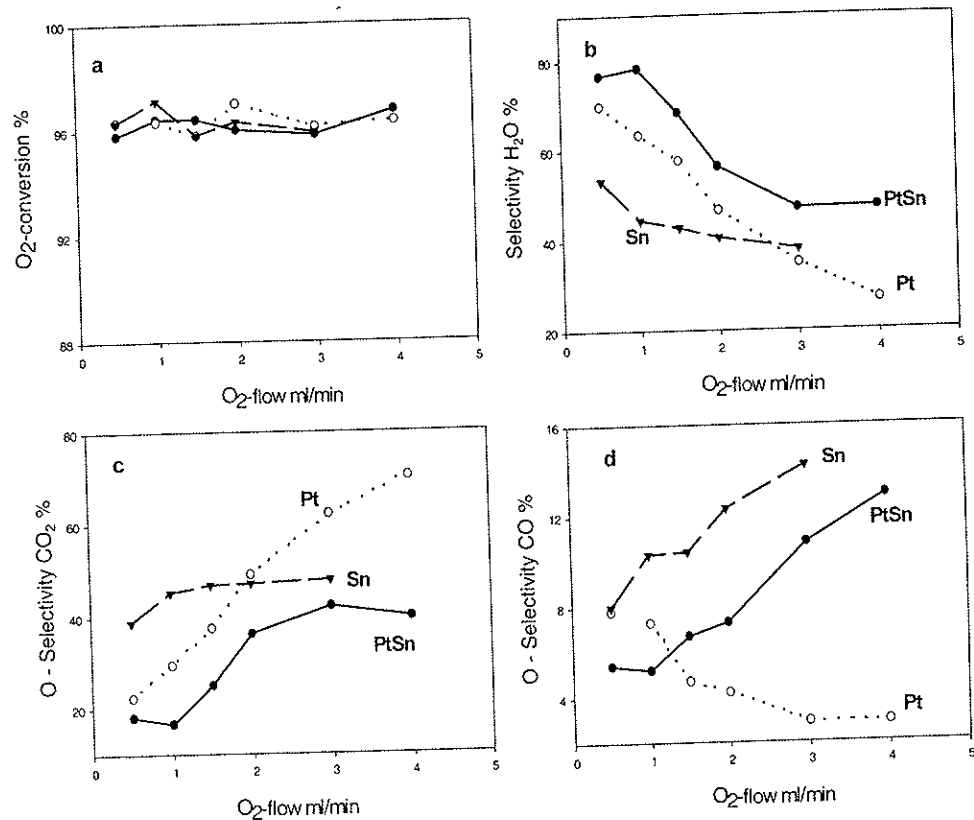 a
O2-conversion %
100
96
92
88
0 1 2 3 4 5
O2-flow ml/min
b
Selectivity H2O %
80
60
40
20
PtSn
Sn
Pt
0 1 2 3 4 5
O2-flow ml/min
c
O - Selectivity CO2 %
80
60
40
20
Pt
Sn
PtSn
0 1 2 3 4 5
O2-flow ml/min
d
O - Selectivity CO %
16
12
8
4
Sn
PtSn
Pt
0 1 2 3 4 5
O2-flow ml/min